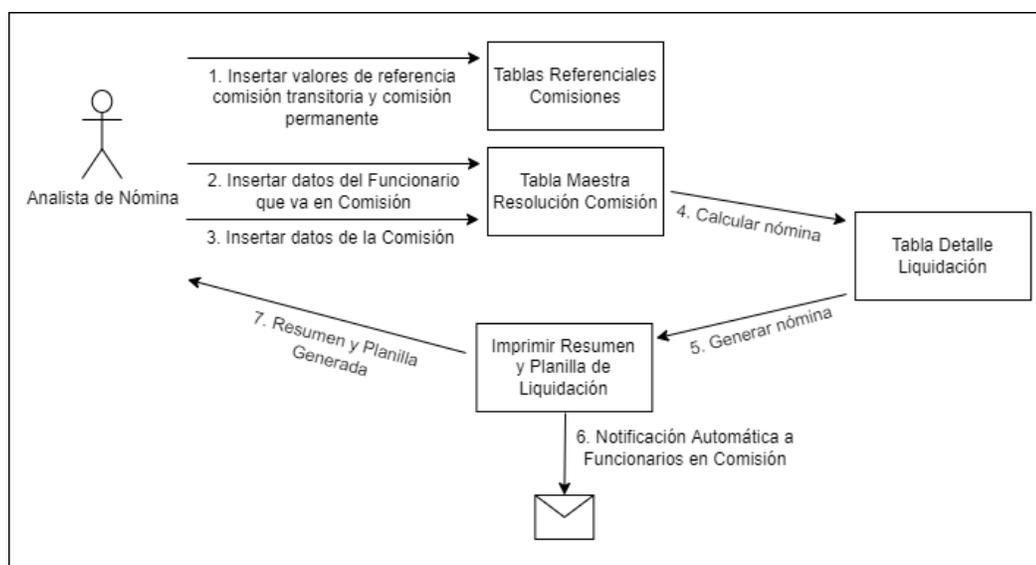 1. Insertar valores de referencia
comisión transitoria y comisión
permanente
Tablas Referenciales
Comisiones
Analista de Nómina
2. Insertar datos del Funcionario
que va en Comisión
3. Insertar datos de la Comisión
Tabla Maestra
Resolución Comisión
4. Calcular nómina
Tabla Detalle
Liquidación
5. Generar nómina
Imprimir Resumen
y Planilla de
Liquidación
7. Resumen y Planilla
Generada
6. Notificación Automática a
Funcionarios en Comisión